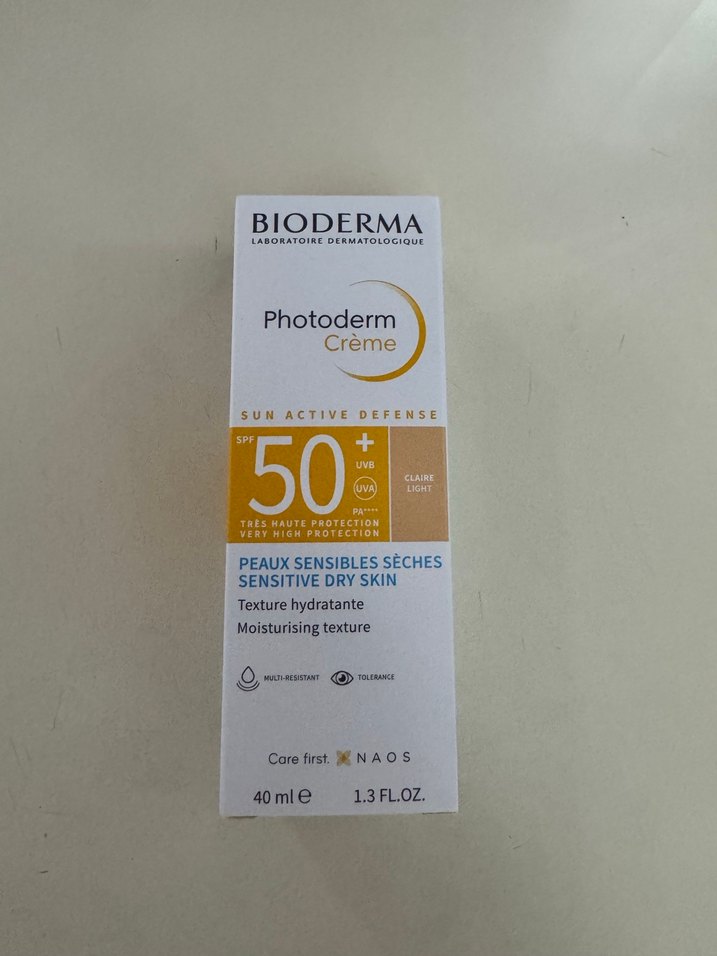 BIODERMA
LABORATOIRE DERMATOLOGIQUE
Photoderm
Crème
SUN ACTIVE DEFENSE
SPF 50+
UVB
UVA
PA****
TRÈS HAUTE PROTECTION
VERY HIGH PROTECTION
CLAIRE
LIGHT
PEAUX SENSIBLES SÈCHES
SENSITIVE DRY SKIN
Texture hydratante
Moisturising texture
MULTI-RESISTANT TOLERANCE
Care first. NAOS
40 ml ℮ 1.3 FL.OZ.